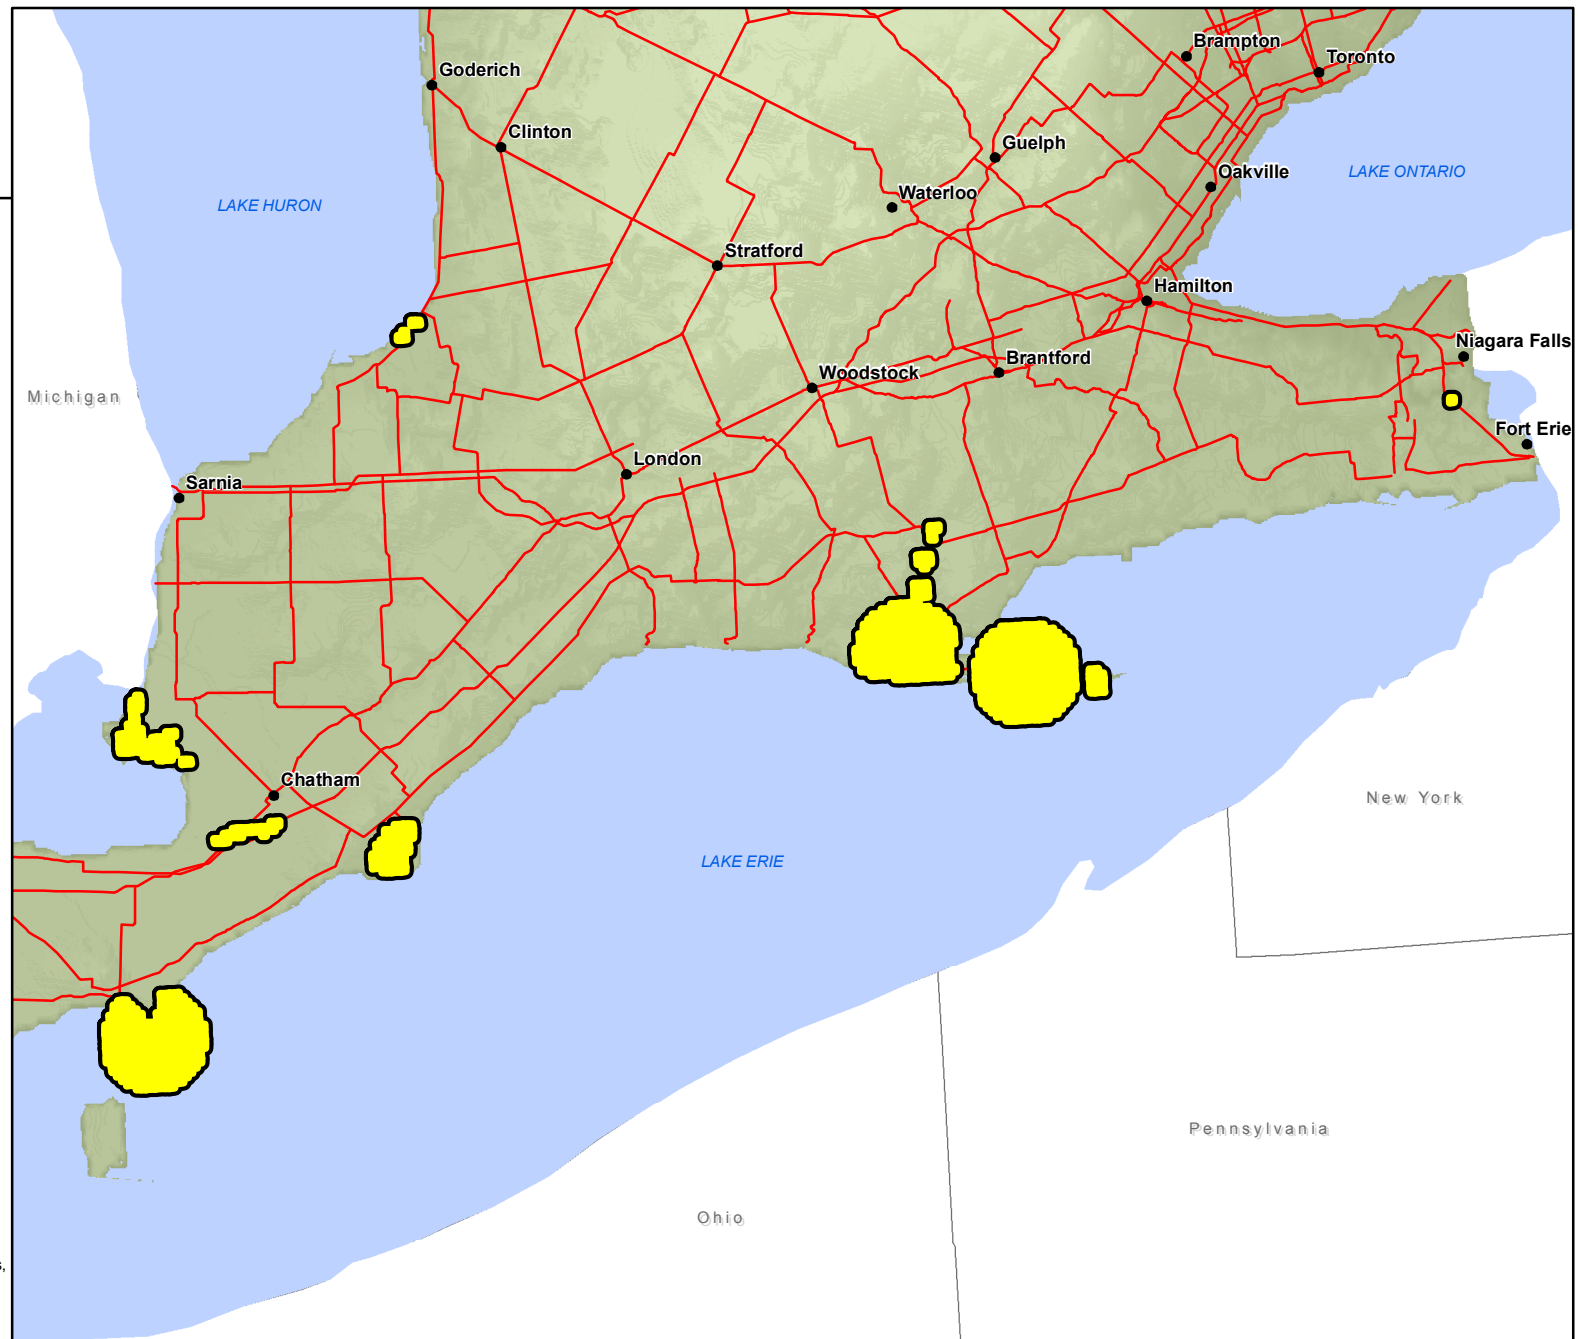 Brampton
Toronto
Goderich
Clinton
Guelph
Oakville
LAKE ONTARIO
Waterloo
LAKE HURON
Stratford
Hamilton
Niagara Falls
Brantford
Woodstock
Michigan
Fort Erie
London
Sarnia
Chatham
New York
LAKE ERIE
Pennsylvania
Ohio
s,